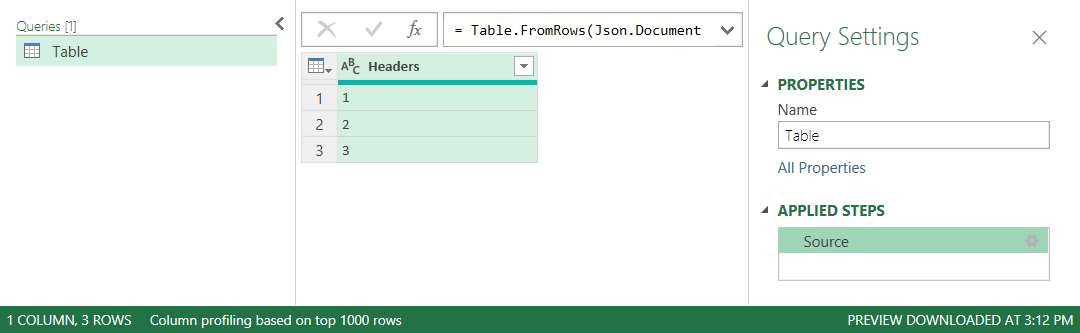 Queries [1]
Table
fx
= Table.FromRows(Json.Document
ABC Headers
1 1
2 2
3 3
Query Settings
PROPERTIES
Name
Table
All Properties
APPLIED STEPS
Source
1 COLUMN, 3 ROWS Column profiling based on top 1000 rows
PREVIEW DOWNLOADED AT 3:12 PM